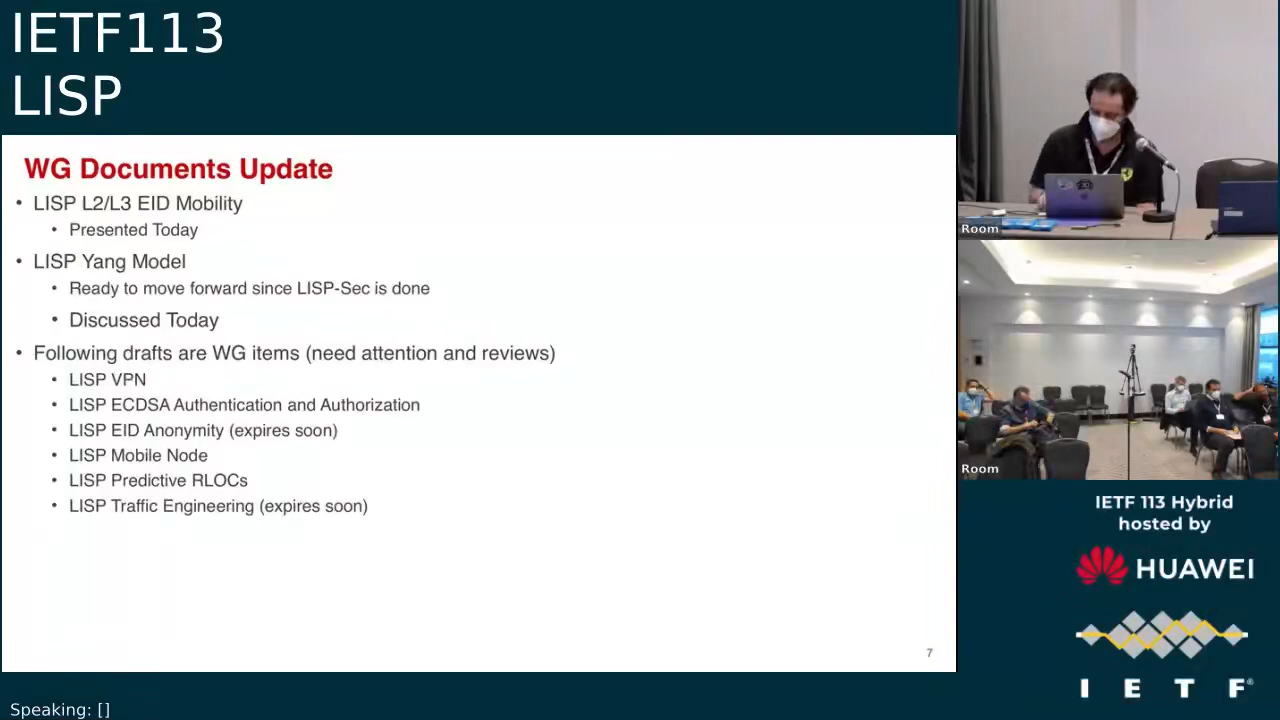 IETF113
LISP
WG Documents Update
• LISP L2/L3 EID Mobility
• Presented Today
• LISP Yang Model
• Ready to move forward since LISP-Sec is done
• Discussed Today
• Following drafts are WG items (need attention and reviews)
• LISP VPN
• LISP ECDSA Authentication and Authorization
• LISP EID Anonymity (expires soon)
• LISP Mobile Node
• LISP Predictive RLOCs
• LISP Traffic Engineering (expires soon)
7
Speaking: []
Room
Room
IETF 113 Hybrid
hosted by
HUAWEI
I E T F®